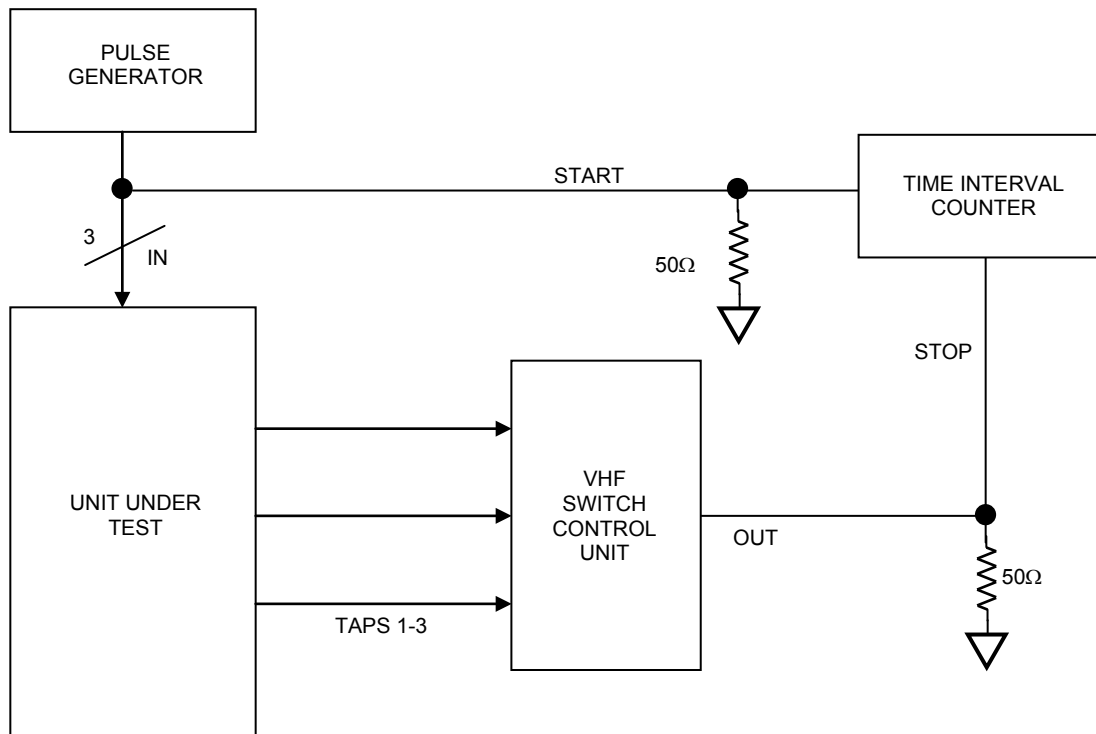 PULSE
GENERATOR
START
TIME INTERVAL
COUNTER
3
IN
50Ω
STOP
UNIT UNDER
TEST
VHF
SWITCH
CONTROL
UNIT
OUT
50Ω
TAPS 1-3